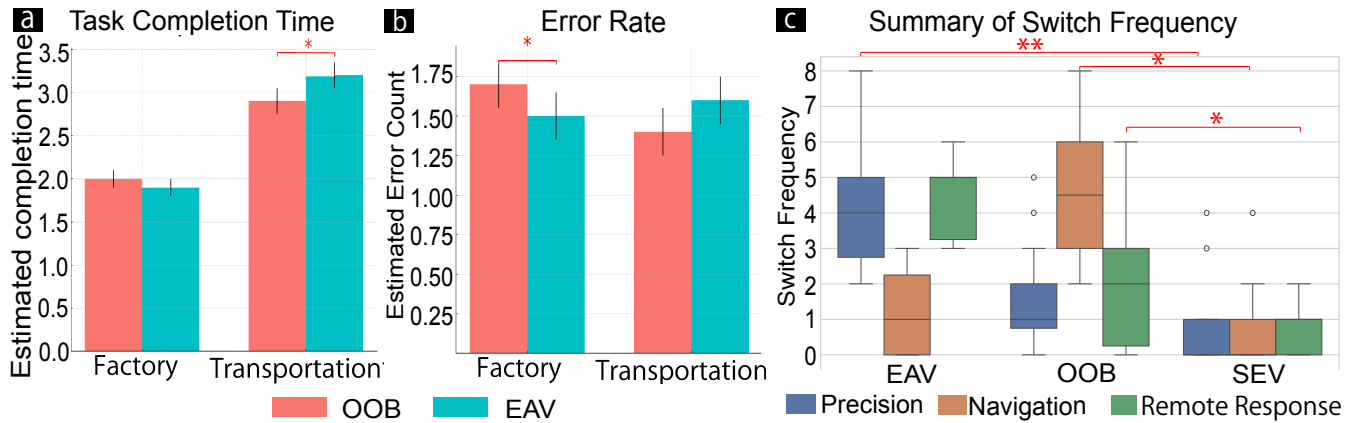 a Task Completion Time
Estimated completion time
3.5
3.0
2.5
2.0
1.5
1.0
0.5
0.0
*
Factory
Transportation
b Error Rate
Estimated Error Count
1.75
1.50
1.25
1.00
0.75
0.50
0.25
*
Factory
Transportation
OOB
EAV
c Summary of Switch Frequency
Switch Frequency
8
7
6
5
4
3
2
1
0
**
*
*
EAV
OOB
SEV
Precision
Navigation
Remote Response